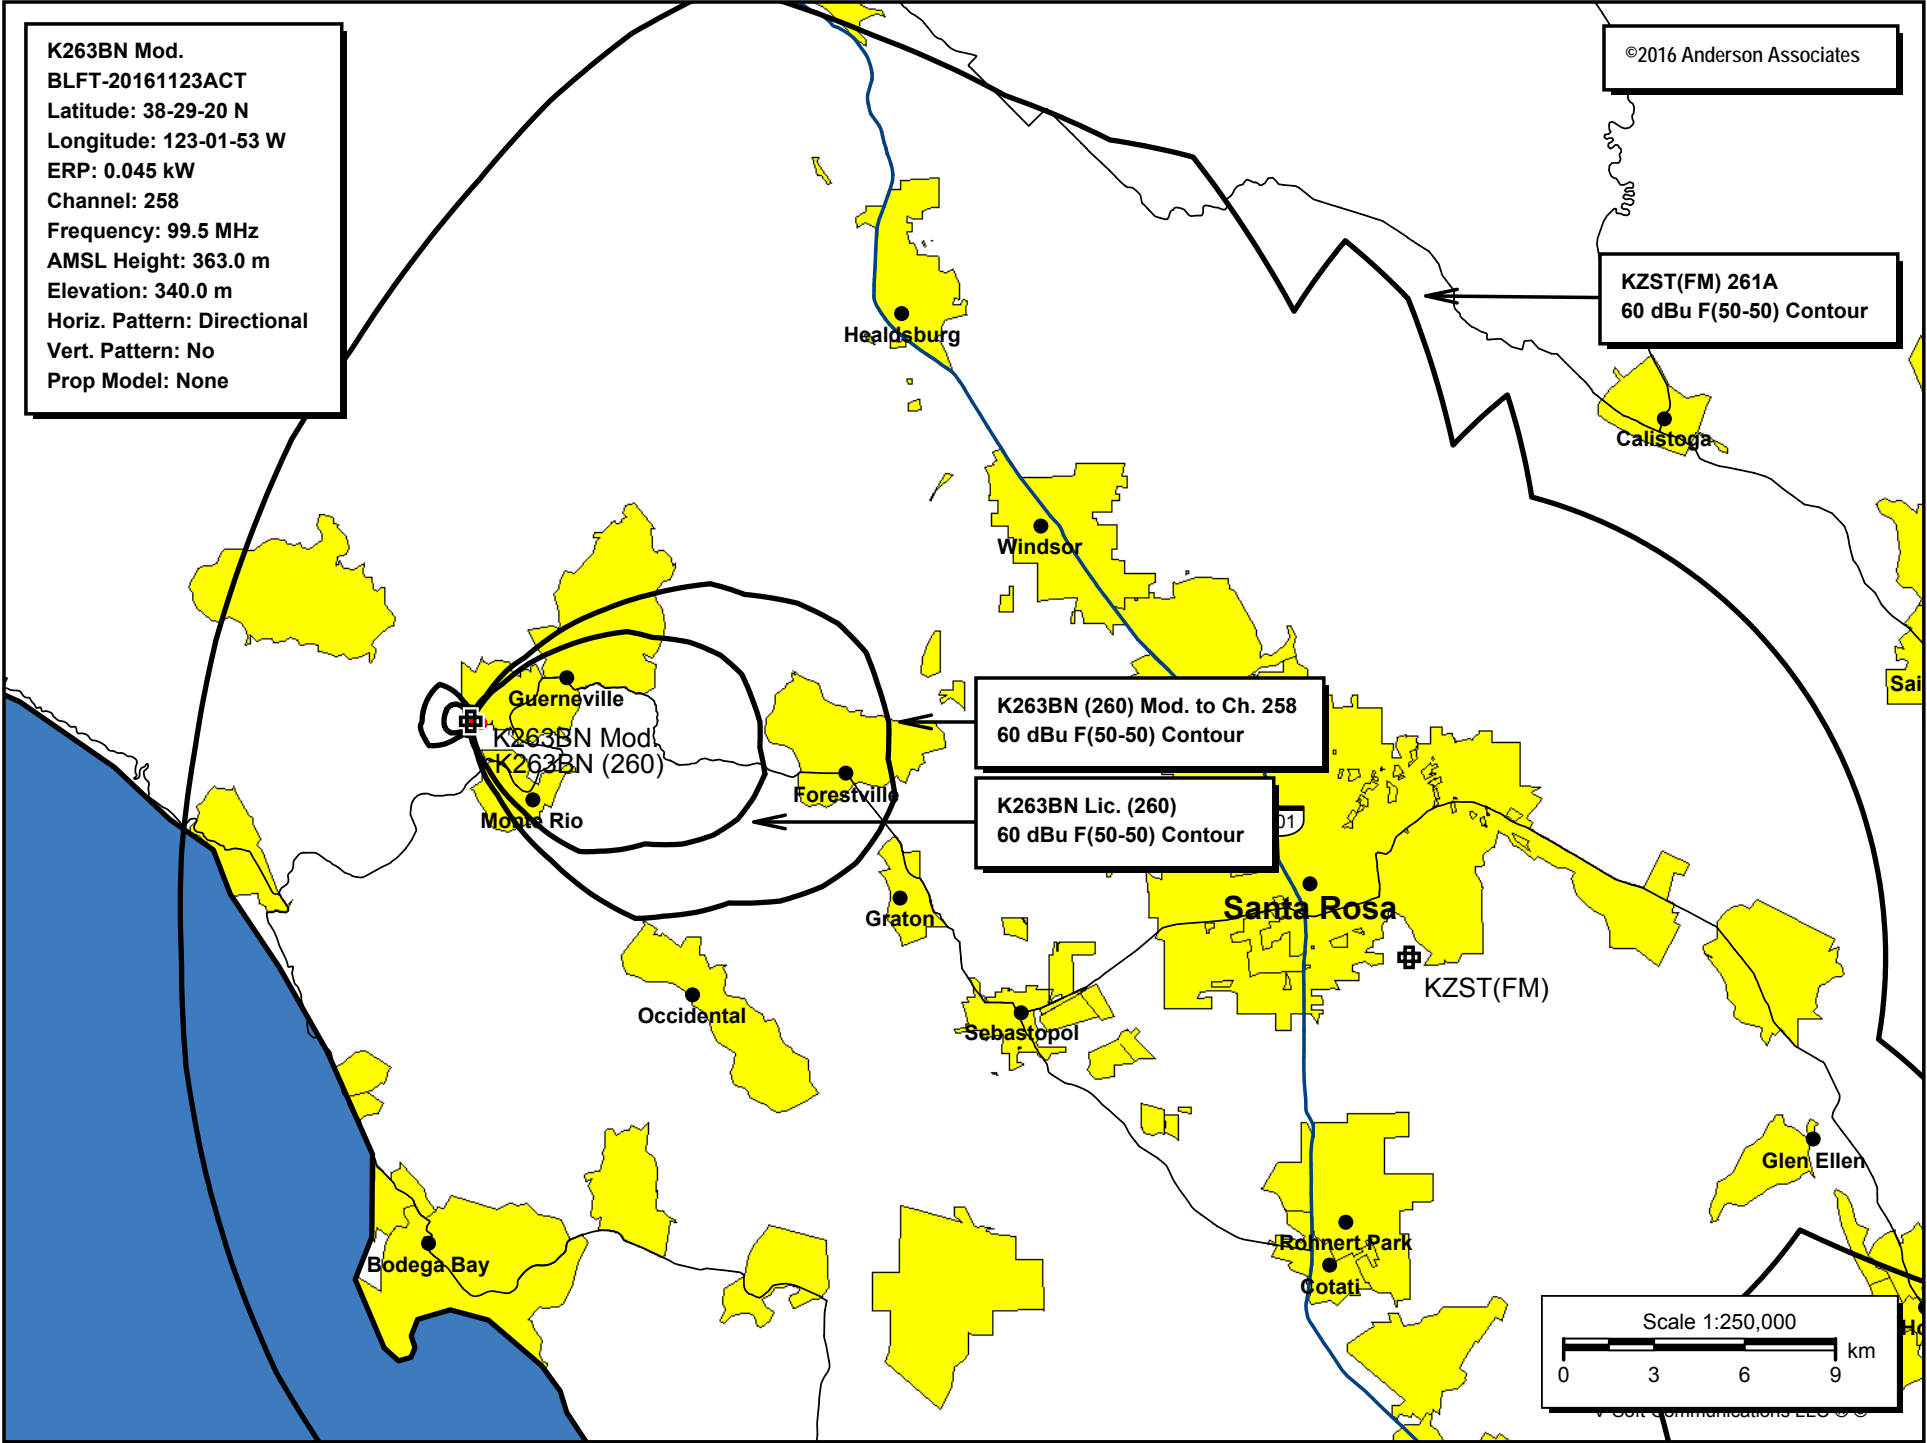 K263BN Mod.
BLFT-20161123ACT
Latitude: 38-29-20 N
Longitude: 123-01-53 W
ERP: 0.045 kW
Channel: 258
Frequency: 99.5 MHz
AMSL Height: 363.0 m
Elevation: 340.0 m
Horiz. Pattern: Directional
Vert. Pattern: No
Prop Model: None
©2016 Anderson Associates
KZST(FM) 261A
60 dBu F(50-50) Contour
Healdsburg
Calistoga
Windsor
Guerneville
K263BN Mod.
K263BN (260)
Monte Rio
Forestville
K263BN (260) Mod. to Ch. 258
60 dBu F(50-50) Contour
K263BN Lic. (260)
60 dBu F(50-50) Contour
01
Sai
Graton
Santa Rosa
KZST(FM)
Occidental
Sebastopol
Glen Ellen
Bodega Bay
Rohnert Park
Cotati
Ho
Scale 1:250,000
km
0 3 6 9